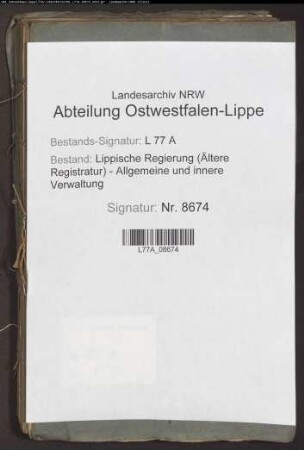 Landesarchiv NRW
Abteilung Ostwestfalen-Lippe
Bestands-Signatur: L 77 A
Bestand: Lippische Regierung (Ältere
Registratur) - Allgemeine und innere
Verwaltung
Signatur: Nr. 8674
L77A_08674